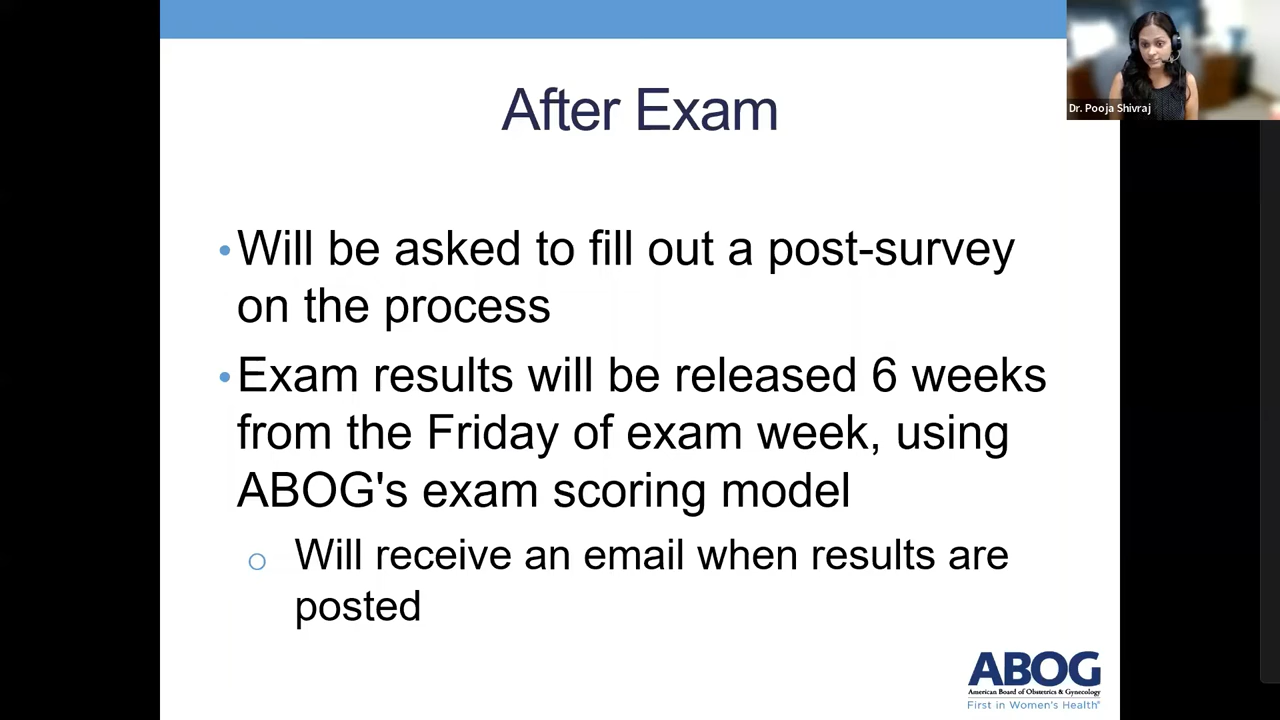 After Exam
Dr. Pooja Shivraj
•Will be asked to fill out a post-survey
on the process
•Exam results will be released 6 weeks
from the Friday of exam week, using
ABOG's exam scoring model
o Will receive an email when results are
posted
ABOG
American Board of Obstetrics & Gynecology
First in Women's Health®